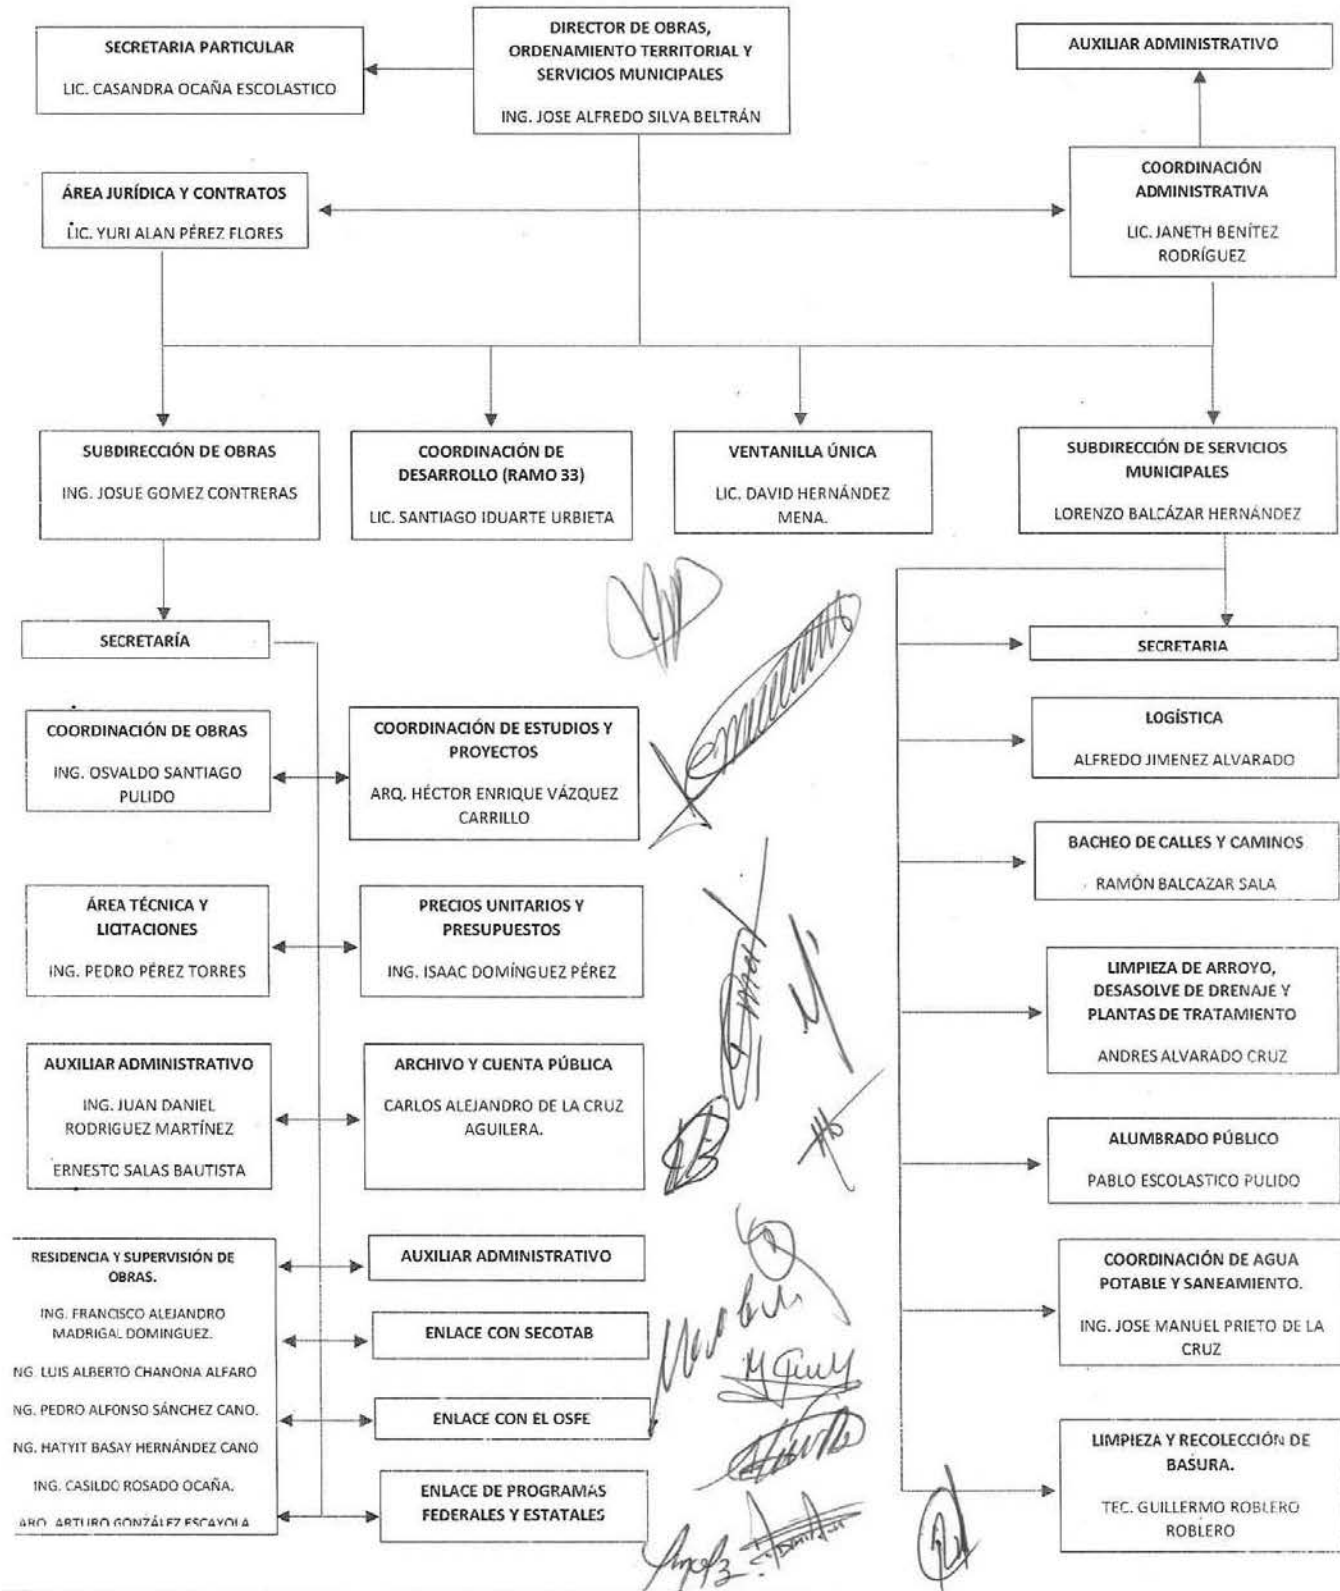 DIRECTOR DE OBRAS,
ORDENAMIENTO TERRITORIAL Y
SERVICIOS MUNICIPALES
ING. JOSE ALFREDO SILVA BELTRÁN
SECRETARIA PARTICULAR
LIC. CASANDRA OCAÑA ESCOLASTICO
AUXILIAR ADMINISTRATIVO
ÁREA JURÍDICA Y CONTRATOS
LIC. YURI ALAN PÉREZ FLORES
COORDINACIÓN
ADMINISTRATIVA
LIC. JANETH BENÍTEZ
RODRÍGUEZ
SUBDIRECCIÓN DE OBRAS
ING. JOSUE GOMEZ CONTRERAS
COORDINACIÓN DE
DESARROLLO (RAMO 33)
LIC. SANTIAGO IDUARTE URBIETA
VENTANILLA ÚNICA
LIC. DAVID HERNÁNDEZ
MENA.
SUBDIRECCIÓN DE SERVICIOS
MUNICIPALES
LORENZO BALCÁZAR HERNÁNDEZ
SECRETARÍA
COORDINACIÓN DE OBRAS
ING. OSVALDO SANTIAGO
PULIDO
COORDINACIÓN DE ESTUDIOS Y
PROYECTOS
ARQ. HÉCTOR ENRIQUE VÁZQUEZ
CARRILLO
ÁREA TÉCNICA Y
LICITACIONES
ING. PEDRO PÉREZ TORRES
PRECIOS UNITARIOS Y
PRESUPUESTOS
ING. ISAAC DOMÍNGUEZ PÉREZ
AUXILIAR ADMINISTRATIVO
ING. JUAN DANIEL
RODRIGUEZ MARTÍNEZ
ERNESTO SALAS BAUTISTA
ARCHIVO Y CUENTA PÚBLICA
CARLOS ALEJANDRO DE LA CRUZ
AGUILERA.
RESIDENCIA Y SUPERVISIÓN DE
OBRAS.
ING. FRANCISCO ALEJANDRO
MADRIGAL DOMINGUEZ.
NG. LUIS ALBERTO CHANONA ALFARO
NG. PEDRO ALFONSO SÁNCHEZ CANO.
NG. HATYIT BASAY HERNÁNDEZ CANO
ING. CASILDO ROSADO OCAÑA.
ARQ. ARTURO GONZÁLEZ ESCAYOLA
AUXILIAR ADMINISTRATIVO
ENLACE CON SECOTAB
ENLACE CON EL OSFE
ENLACE DE PROGRAMAS
FEDERALES Y ESTATALES
SECRETARIA
LOGÍSTICA
ALFREDO JIMENEZ ALVARADO
BACHEO DE CALLES Y CAMINOS
RAMÓN BALCAZAR SALA
LIMPIEZA DE ARROYO,
DESASOLVE DE DRENAJE Y
PLANTAS DE TRATAMIENTO
ANDRES ALVARADO CRUZ
ALUMBRADO PÚBLICO
PABLO ESCOLASTICO PULIDO
COORDINACIÓN DE AGUA
POTABLE Y SANEAMIENTO.
ING. JOSE MANUEL PRIETO DE LA
CRUZ
LIMPIEZA Y RECOLECCIÓN DE
BASURA.
TEC. GUILLERMO ROBLERO
ROBLERO